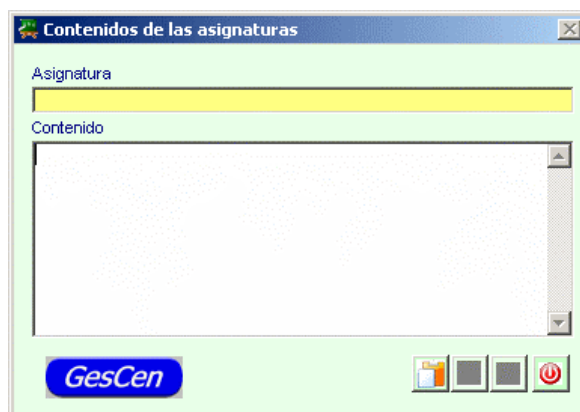 Contenidos de las asignaturas
Asignatura
Contenido
GesCen